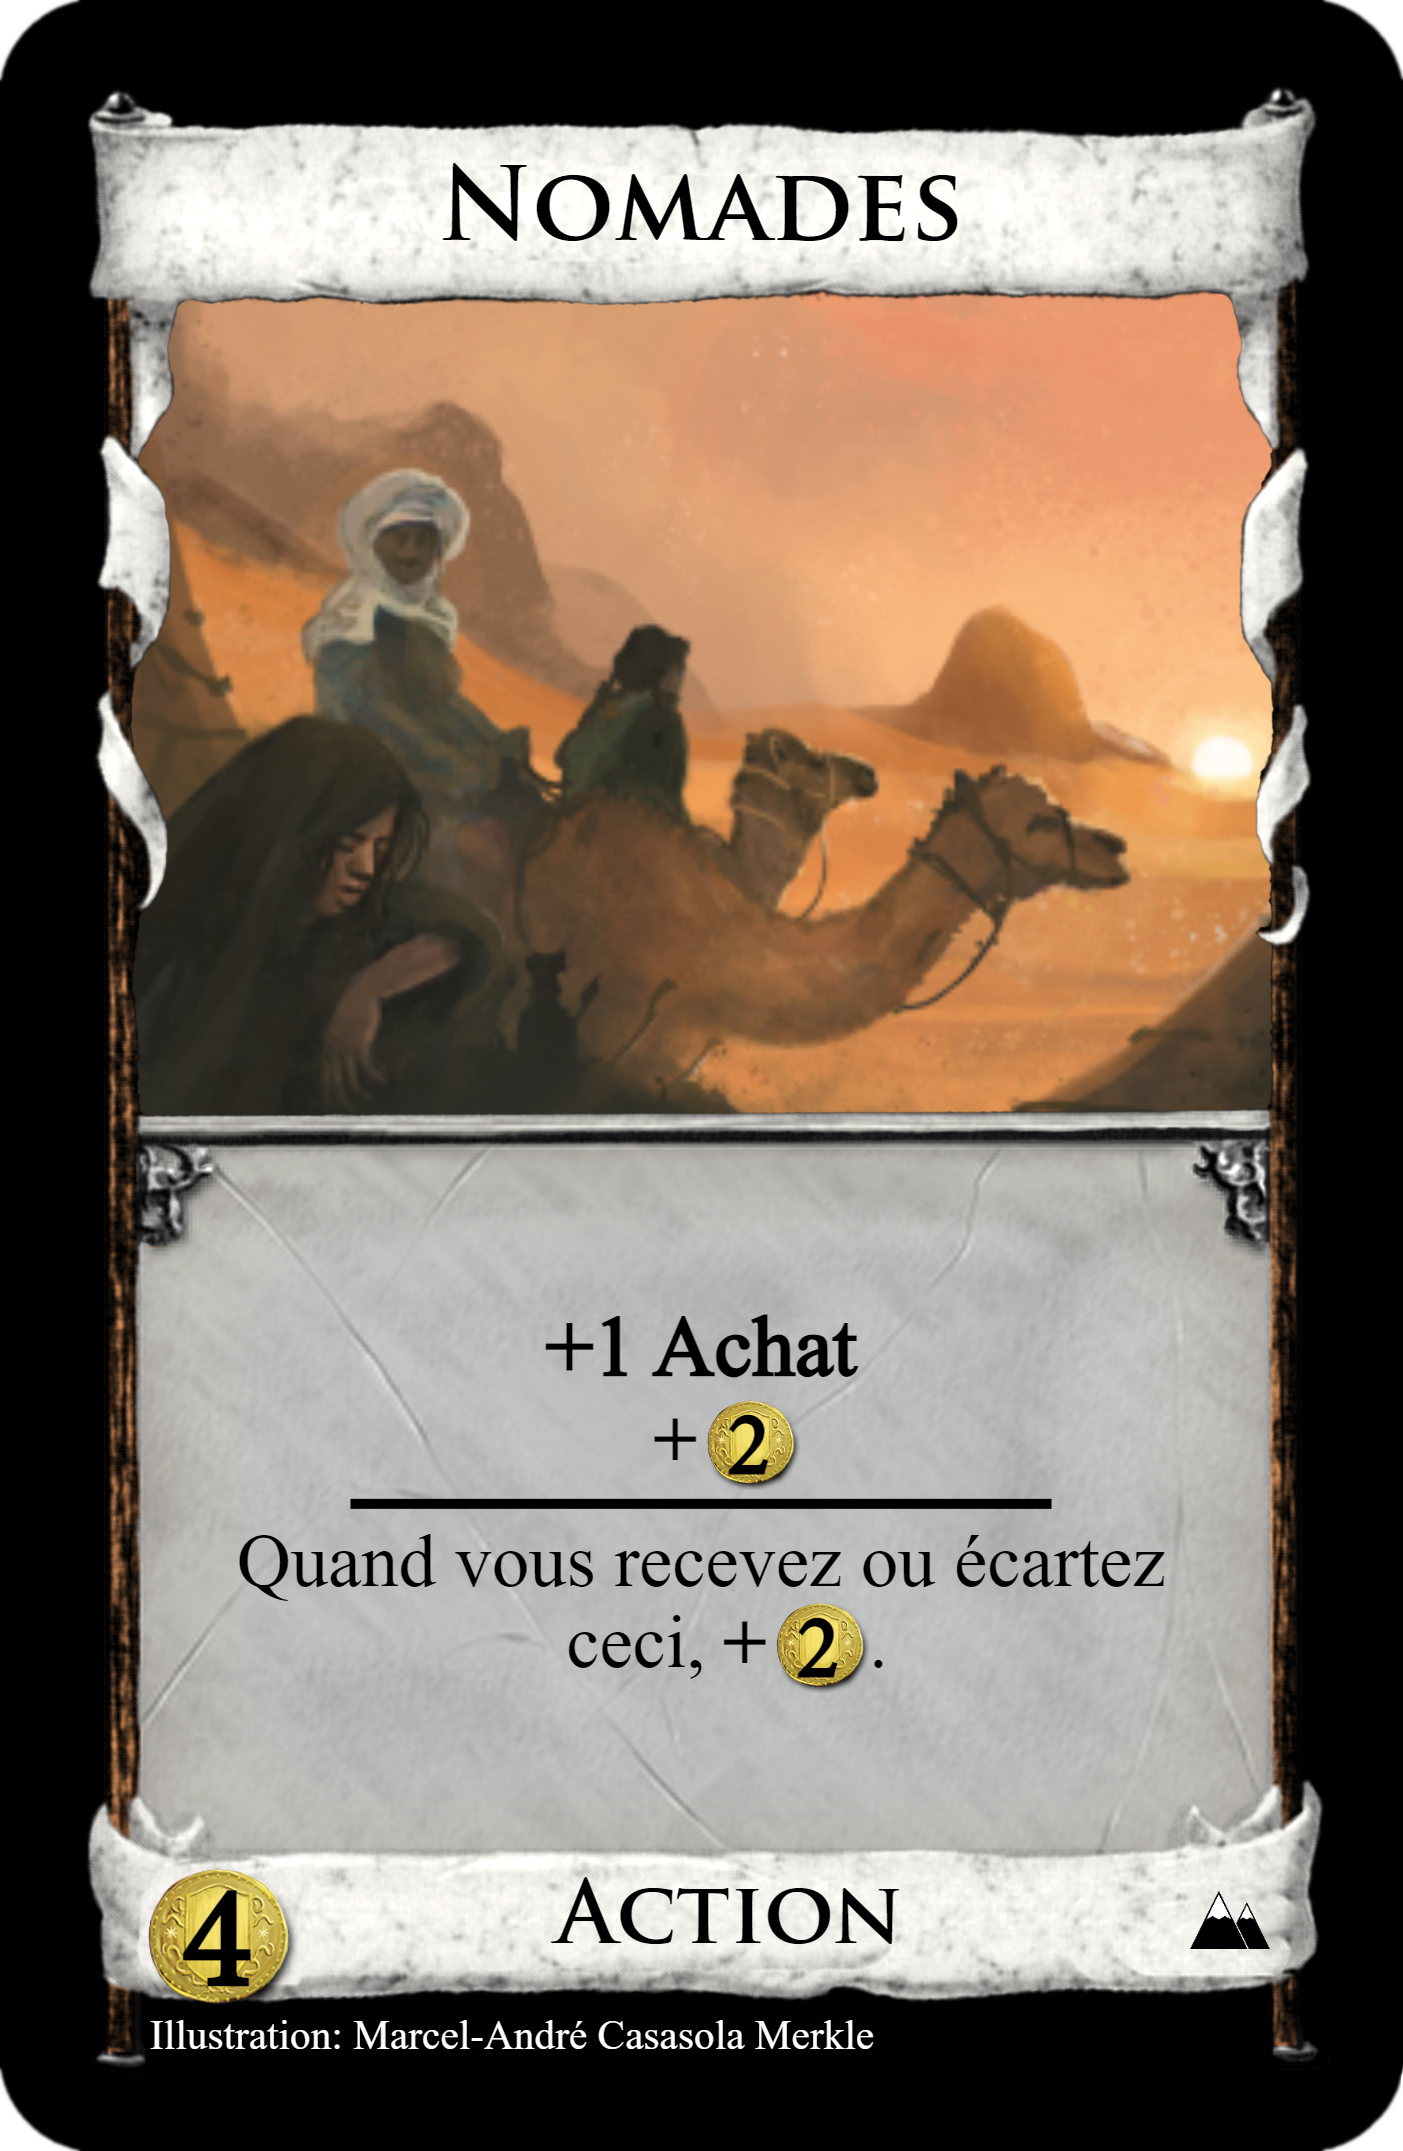 Nomades
+1 Achat
+ 2
Quand vous recevez ou écartez
ceci, + 2 .
4
Action
Illustration: Marcel-André Casasola Merkle